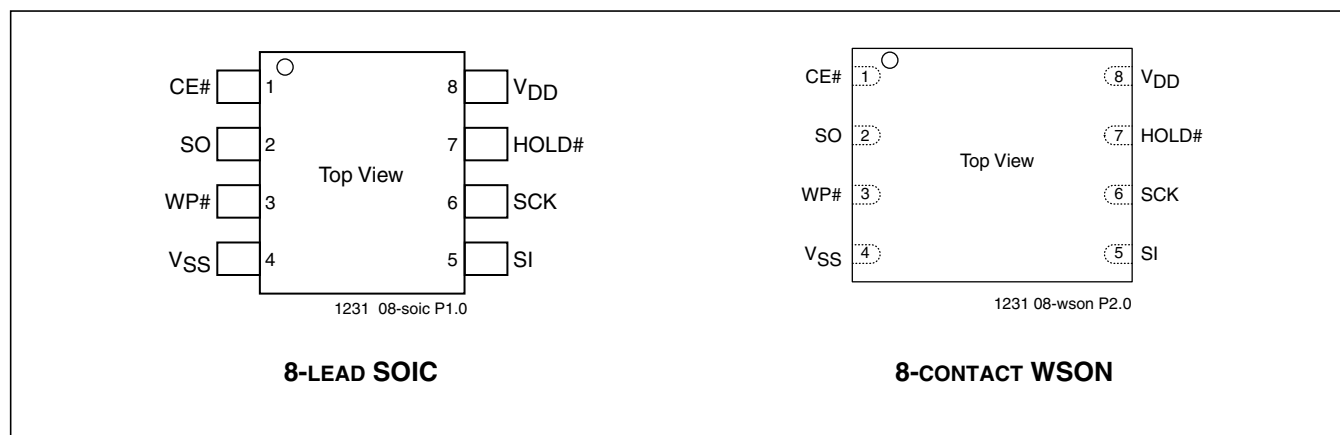 CE# 1 8 VDD
SO 2 7 HOLD#
Top View
WP# 3 6 SCK
VSS 4 5 SI
1231 08-soic P1.0
8-LEAD SOIC
CE# 1 8 VDD
SO 2 7 HOLD#
Top View
WP# 3 6 SCK
VSS 4 5 SI
1231 08-wson P2.0
8-CONTACT WSON